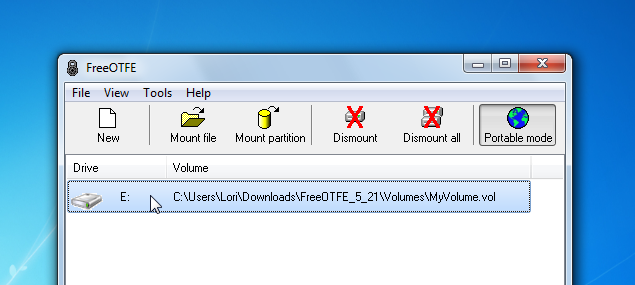 FreeOTFE
File View Tools Help
New Mount file Mount partition Dismount Dismount all Portable mode
Drive Volume
E: C:\Users\Lori\Downloads\FreeOTFE_5_21\Volumes\MyVolume.vol